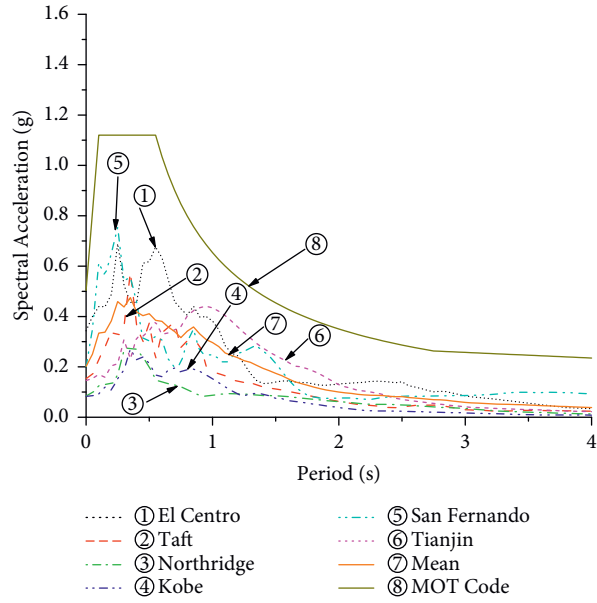 1.6
1.4
1.2
1.0
0.8
0.6
0.4
0.2
0.0
Spectral Acceleration (g)
⑤
①
②
④
⑧
⑦
⑥
③
0 1 2 3 4
Period (s)
① El Centro
② Taft
③ Northridge
④ Kobe
⑤ San Fernando
⑥ Tianjin
⑦ Mean
⑧ MOT Code